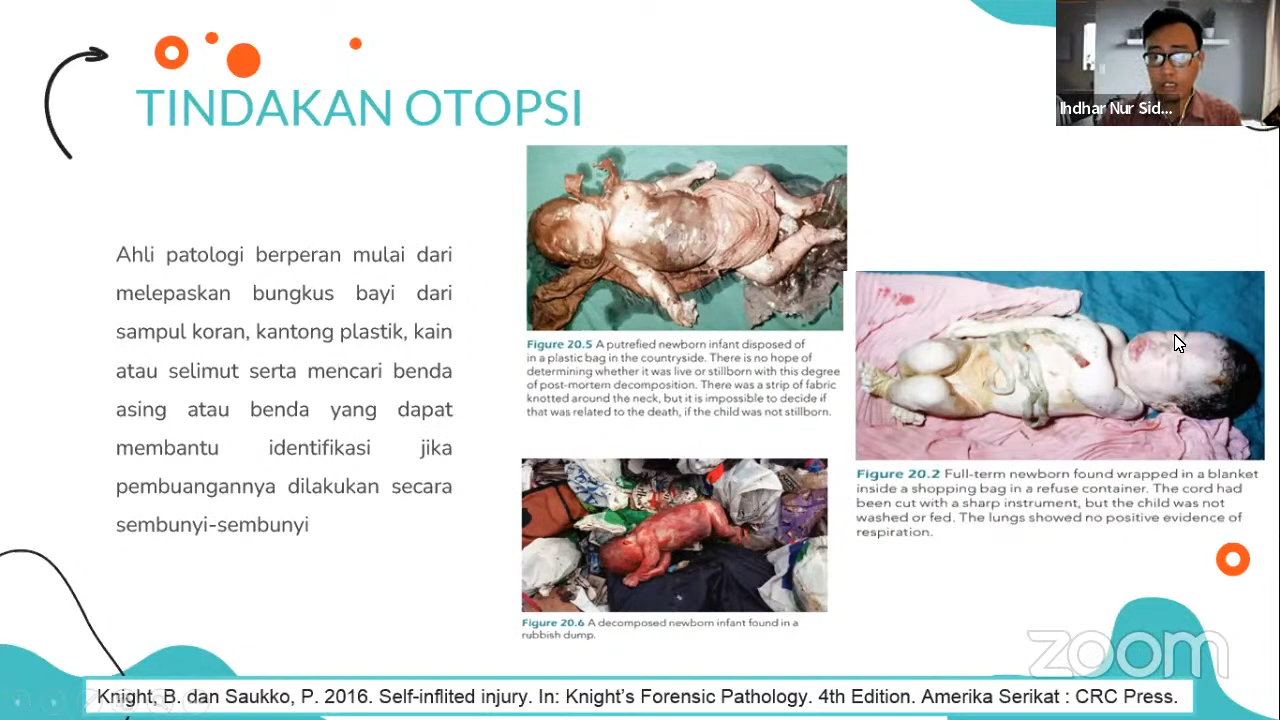 Ihdhar Nur Sid...
TINDAKAN OTOPSI
Ahli patologi berperan mulai dari
melepaskan bungkus bayi dari
sampul koran, kantong plastik, kain
atau selimut serta mencari benda
asing atau benda yang dapat
membantu identifikasi jika
pembuangannya dilakukan secara
sembunyi-sembunyi
Figure 20.5 A putrefied newborn infant disposed of
in a plastic bag in the countryside. There is no hope of
determining whether it was live or stillborn with this degree
of post-mortem decomposition. There was a strip of fabric
knotted around the neck, but it is impossible to decide if
that was related to the death, if the child was not stillborn.
Figure 20.2 Full-term newborn found wrapped in a blanket
inside a shopping bag in a refuse container. The cord had
been cut with a sharp instrument, but the child was not
washed or fed. The lungs showed no positive evidence of
respiration.
Figure 20.6 A decomposed newborn infant found in a
rubbish dump.
zoom
Knight, B. dan Saukko, P. 2016. Self-inflited injury. In: Knight's Forensic Pathology. 4th Edition. Amerika Serikat : CRC Press.